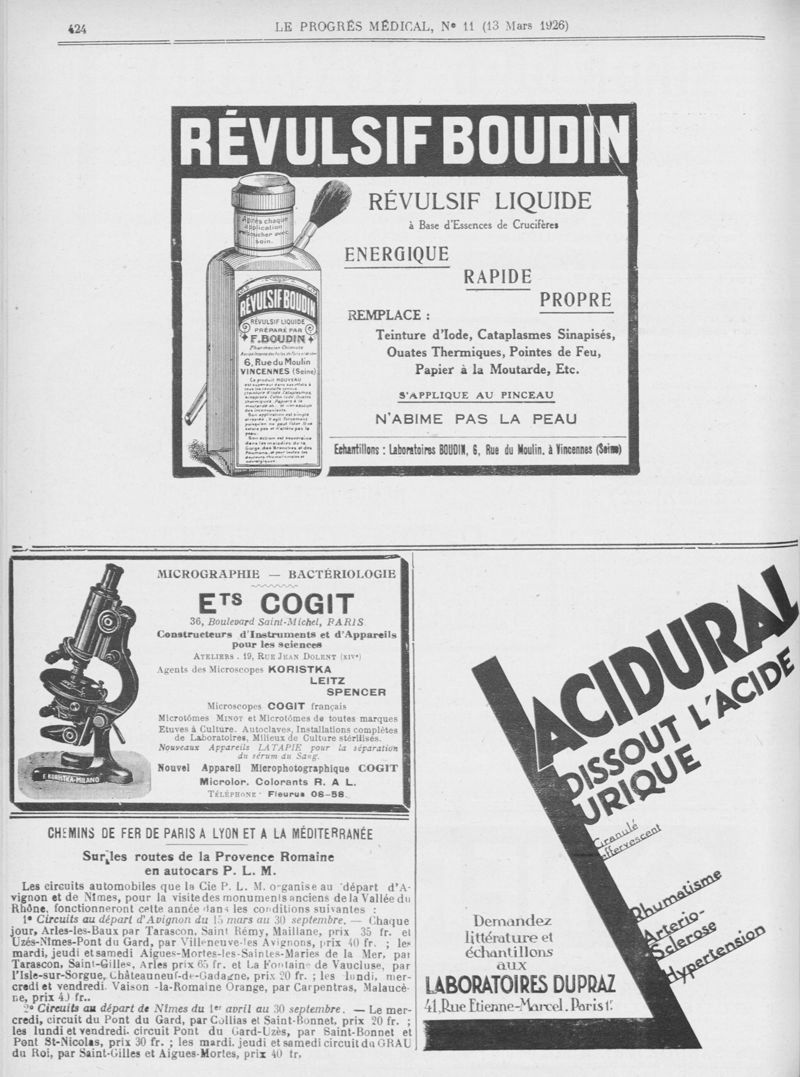 424
LE PROGRÈS MÉDICAL, N° 11 (13 Mars 1926)
RÉVULSIF BOUDIN
RÉVULSIF LIQUIDE
à Base d'Essences de Crucifères
ENERGIQUE
RAPIDE
PROPRE
REMPLACE :
Teinture d'Iode, Cataplasmes Sinapisés,
Ouates Thermiques, Pointes de Feu,
Papier à la Moutarde, Etc.
S'APPLIQUE AU PINCEAU
N'ABIME PAS LA PEAU
Echantillons : Laboratoires BOUDIN, 6, Rue du Moulin, à Vincennes (Seine)
Après chaque
application
reboucher avec
soin.
RÉVULSIF BOUDIN
RÉVULSIF LIQUIDE
PRÉPARÉ PAR
F. BOUDIN
Pharmacien Chimiste
6, Rue du Moulin
VINCENNES (Seine)
Ce produit NOUVEAU
MICROGRAPHIE — BACTÉRIOLOGIE
ETS COGIT
36, Boulevard Saint-Michel, PARIS
Constructeurs d'Instruments et d'Appareils
pour les sciences
ATELIERS . 19, RUE JEAN DOLENT (XIVe)
Agents des Microscopes KORISTKA
LEITZ
SPENCER
Microscopes COGIT français
Microtômes MINOT et Microtômes de toutes marques
Etuves à Culture. Autoclaves, Installations complètes
de Laboratoires, Milieux de Culture stérilisés.
Nouveaux Appareils LATAPIE pour la séparation
du sérum du Sang.
Nouvel Appareil Microphotographique COGIT
Microlor. Colorants R. A. L.
TÉLÉPHONE : Fleurus 08-58.
F. KORISTKA-MILANO
CHEMINS DE FER DE PARIS A LYON ET A LA MÉDITERRANÉE
Sur les routes de la Provence Romaine
en autocars P. L. M.
Les circuits automobiles que la Cie P. L. M. organise au départ d'A-
vignon et de Nîmes, pour la visite des monuments anciens de la Vallée du
Rhône, fonctionneront cette année dans les conditions suivantes :
1° Circuits au départ d'Avignon du 15 mars au 30 septembre. — Chaque
jour, Arles-les-Baux par Tarascon, Saint Rémy, Maillane, prix 35 fr. et
Uzès-Nîmes-Pont du Gard, par Villeneuve-les Avignons, prix 40 fr. ; les
mardi, jeudi et samedi Aigues-Mortes-les-Saintes-Maries de la Mer, par
Tarascon, Saint-Gilles, Arles prix 65 fr. et La Fontaine de Vaucluse, par
l'Isle-sur-Sorgue, Châteauneuf-de-Gadagne, prix 20 fr. ; les lundi, mer-
credi et vendredi. Vaison -la-Romaine Orange, par Carpentras, Malaucè-
ne, prix 40 fr..
2° Circuits au départ de Nîmes du 1er avril au 30 septembre. — Le mer-
credi, circuit du Pont du Gard, par Collias et Saint-Bonnet, prix 20 fr. ;
les lundi et vendredi. circuit Pont du Gard-Uzès, par Saint-Bonnet et
Pont St-Nicolas, prix 30 fr. ; les mardi. jeudi et samedi circuit du GRAU
du Roi, par Saint-Gilles et Aigues-Mortes, prix 40 fr.
LACIDURAL
DISSOUT L'ACIDE
URIQUE
Granulé
effervescent
Rhumatisme
Arterio-
Sclerose
Hypertension
Demandez
littérature et
échantillons
aux
LABORATOIRES DUPRAZ
41, Rue Etienne-Marcel. Paris 1r.